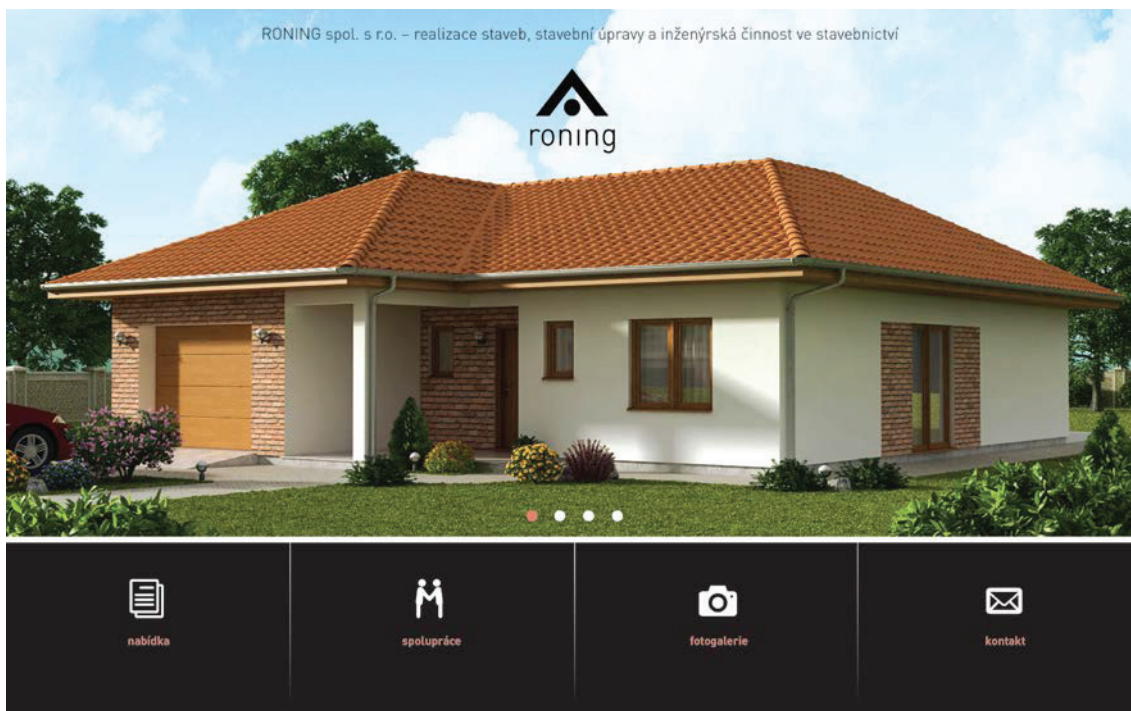 RONING spol. s r.o. – realizace staveb, stavební úpravy a inženýrská činnost ve stavebnictví
roning
nabídka
spolupráce
fotogalerie
kontakt